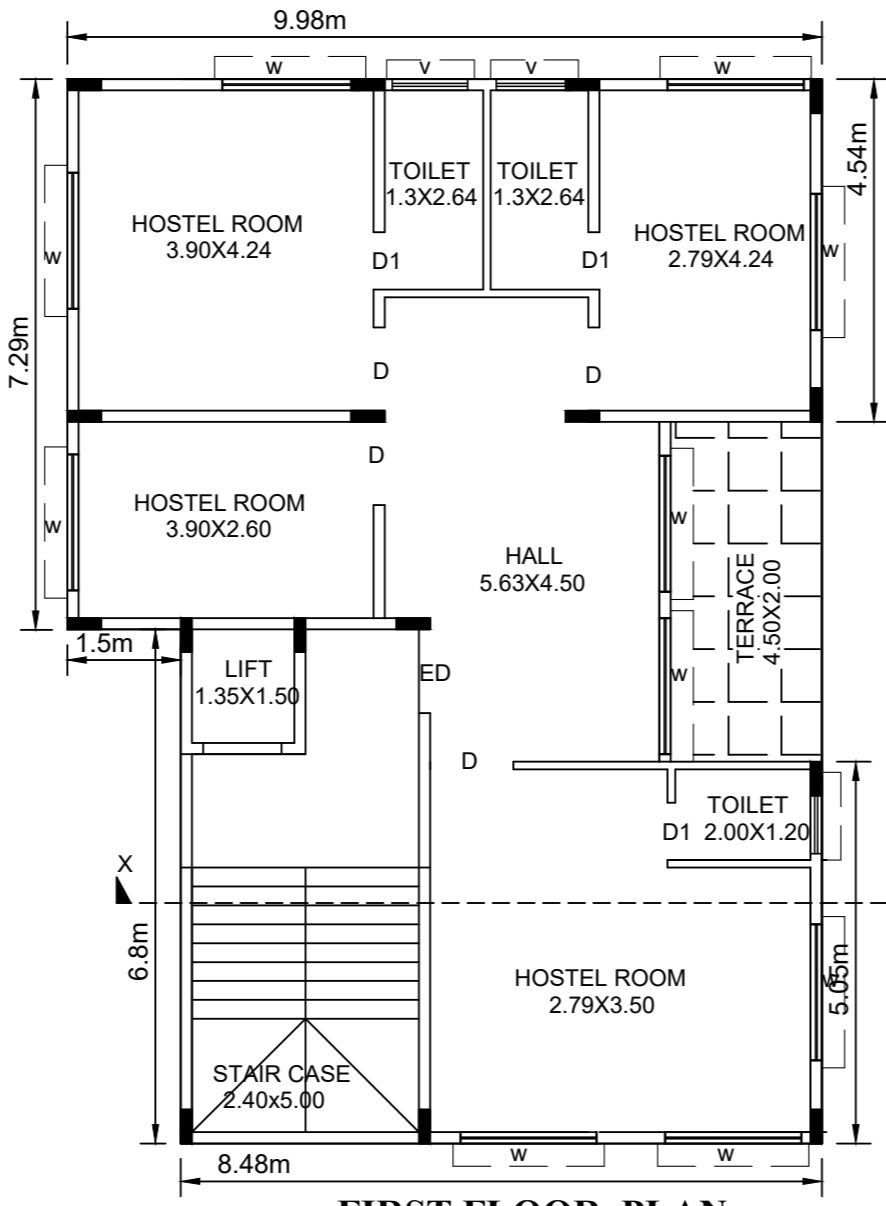 9.98m
W
V
V
W
TOILET
1.3X2.64
TOILET
1.3X2.64
4.54m
HOSTEL ROOM
3.90X4.24
HOSTEL ROOM
2.79X4.24
W
W
D1
D1
7.29m
D
D
D
HOSTEL ROOM
3.90X2.60
W
W
HALL
5.63X4.50
TERRACE
4.50X2.00
1.5m
LIFT
1.35X1.50
ED
W
D
TOILET
2.00X1.20
D1
X
6.8m
HOSTEL ROOM
2.79X3.50
W
5.05m
STAIR CASE
2.40x5.00
W
W
8.48m
FIRST FLOOR PLAN